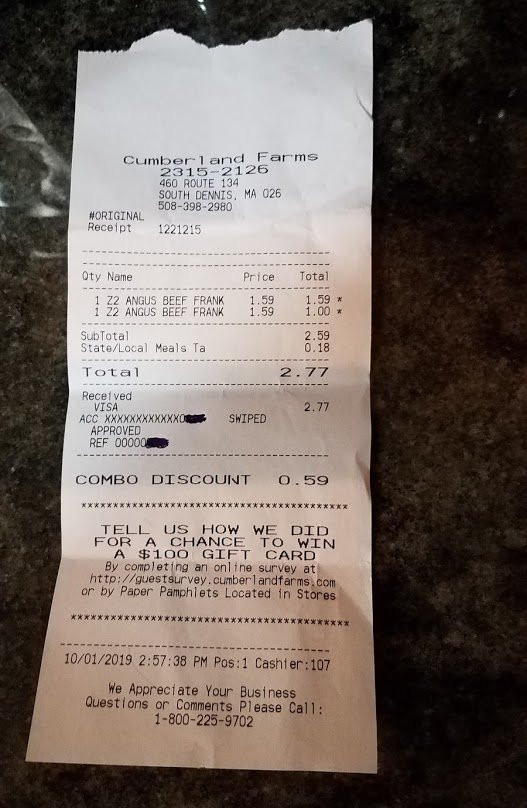 Cumberland Farms
2315-2126
460 ROUTE 134
SOUTH DENNIS, MA 026
508-398-2980
#ORIGINAL
Receipt 1221215
--------------------------------
--------------------------------
Qty Name Price Total
--------------------------------
1 Z2 ANGUS BEEF FRANK 1.59 1.59 *
1 Z2 ANGUS BEEF FRANK 1.59 1.00 *
--------------------------------
SubTotal 2.59
State/Local Meals Ta 0.18
--------------------------------
Total 2.77
--------------------------------
Received
VISA 2.77
ACC XXXXXXXXXXXX0 SWIPED
APPROVED
REF 00000
--------------------------------
COMBO DISCOUNT 0.59
*********************************
TELL US HOW WE DID
FOR A CHANCE TO WIN
A $100 GIFT CARD
By completing an online survey at
http://guestsurvey.cumberlandfarms.com
or by Paper Pamphlets Located in Stores
*********************************
--------------------------------
10/01/2019 2:57:38 PM Pos:1 Cashier:107
We Appreciate Your Business
Questions or Comments Please Call:
1-800-225-9702